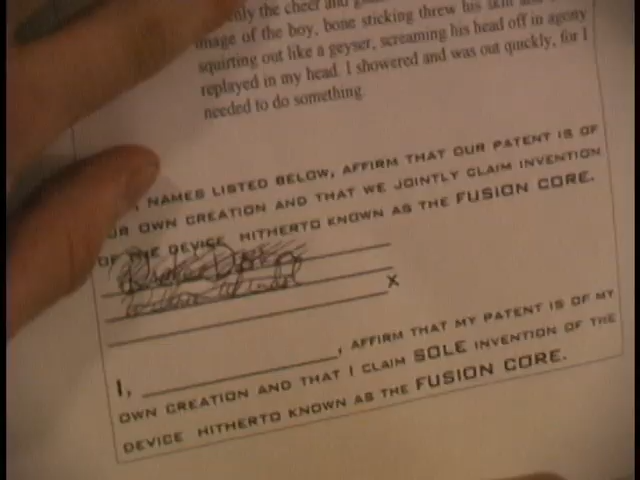 only the cheer and
image of the boy, bone sticking threw his skin and
squirting out like a geyser, screaming his head off in agony
replayed in my head. I showered and was out quickly, for I
needed to do something.
NAMES LISTED BELOW, AFFIRM THAT OUR PATENT IS OF
OUR OWN CREATION AND THAT WE JOINTLY CLAIM INVENTION
OF THE DEVICE HITHERTO KNOWN AS THE FUSION CORE.
X
I, ____________, AFFIRM THAT MY PATENT IS OF MY
OWN CREATION AND THAT I CLAIM SOLE INVENTION OF THE
DEVICE HITHERTO KNOWN AS THE FUSION CORE.